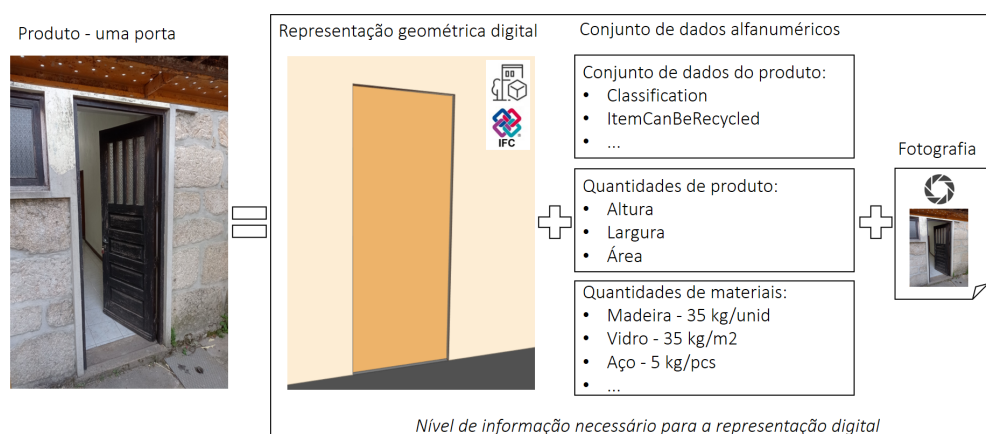 Produto - uma porta
Representação geométrica digital
Conjunto de dados alfanuméricos
Conjunto de dados do produto:
• Classification
• ItemCanBeRecycled
• ...
Quantidades de produto:
• Altura
• Largura
• Área
Quantidades de materiais:
• Madeira - 35 kg/unid
• Vidro - 35 kg/m2
• Aço - 5 kg/pcs
• ...
Fotografia
IFC
Nível de informação necessário para a representação digital